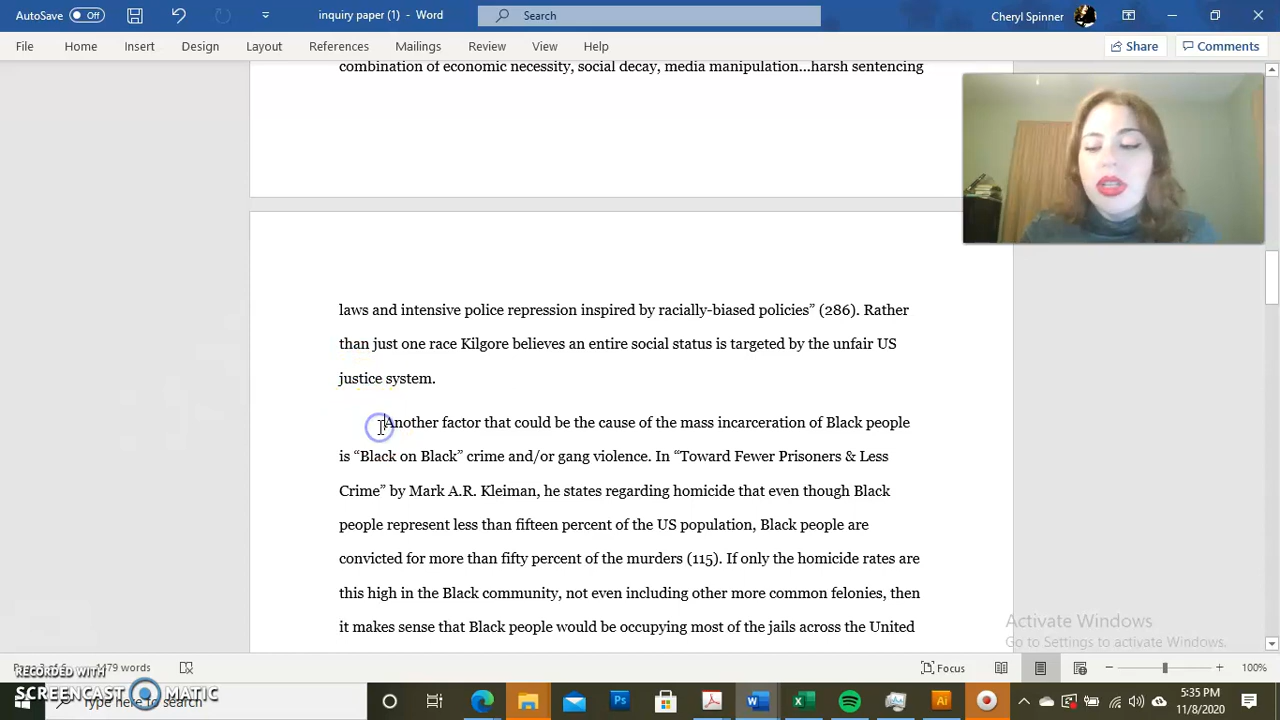 AutoSave Off
inquiry paper (1) - Word
Search
Cheryl Spinner
File
Home
Insert
Design
Layout
References
Mailings
Review
View
Help
Share
Comments
combination of economic necessity, social decay, media manipulation...harsh sentencing
laws and intensive police repression inspired by racially-biased policies” (286). Rather
than just one race Kilgore believes an entire social status is targeted by the unfair US
justice system.
Another factor that could be the cause of the mass incarceration of Black people
is “Black on Black” crime and/or gang violence. In “Toward Fewer Prisoners & Less
Crime” by Mark A.R. Kleiman, he states regarding homicide that even though Black
people represent less than fifteen percent of the US population, Black people are
convicted for more than fifty percent of the murders (115). If only the homicide rates are
this high in the Black community, not even including other more common felonies, then
it makes sense that Black people would be occupying most of the jails across the United
Activate Windows
Go to Settings to activate Windows.
words
Focus
100%
RECORDED WITH
SCREENCAST MATIC
Type here to search
5:35 PM
11/8/2020